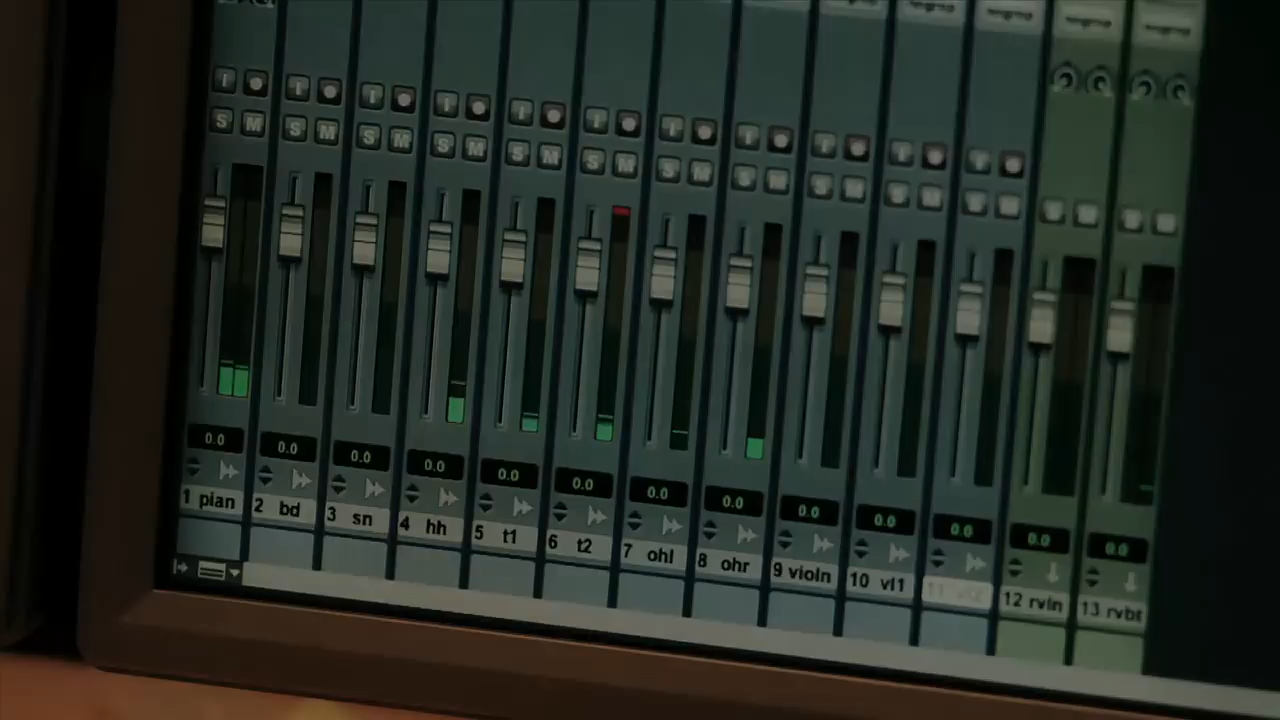 I I I I I I I I I I I
S M S M S M S M S M S M S M S M S M
0.0 0.0 0.0 0.0 0.0 0.0 0.0 0.0 0.0 0.0 0.0 0.0 0.0
1 pian 2 bd 3 sn 4 hh 5 t1 6 t2 7 ohl 8 ohr 9 violn 10 vl1 11 12 rvln 13 rvbt